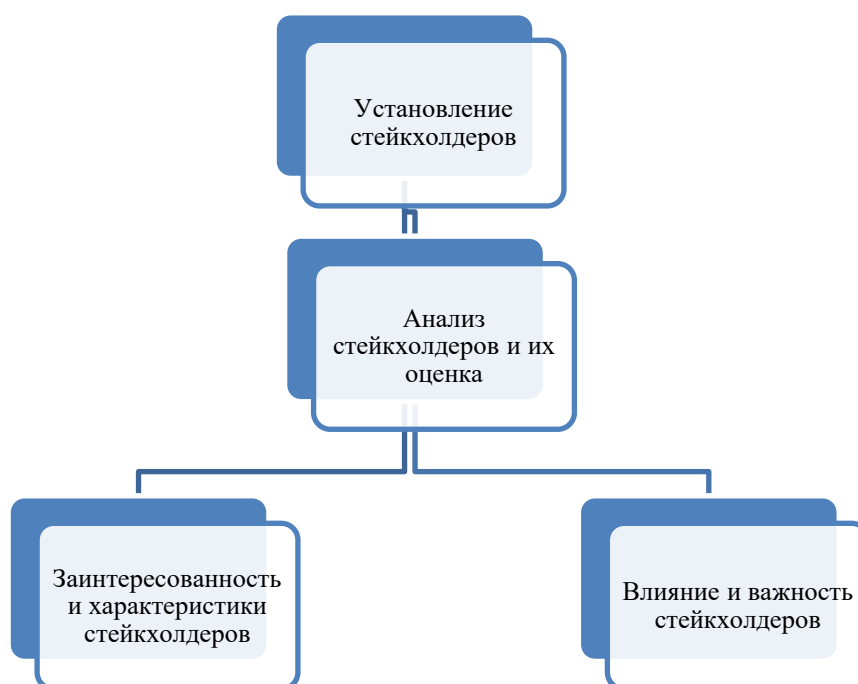 Установление
стейкхолдеров
Анализ
стейкхолдеров и их
оценка
Заинтересованность
и характеристики
стейкхолдеров
Влияние и важность
стейкхолдеров